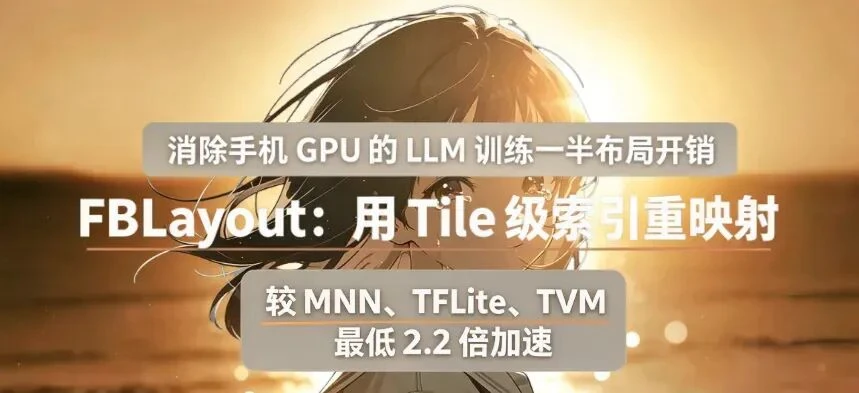 消除手机 GPU 的 LLM 训练一半布局开销
FBLayout：用 Tile 级索引重映射
较 MNN、TFLite、TVM
最低 2.2 倍加速